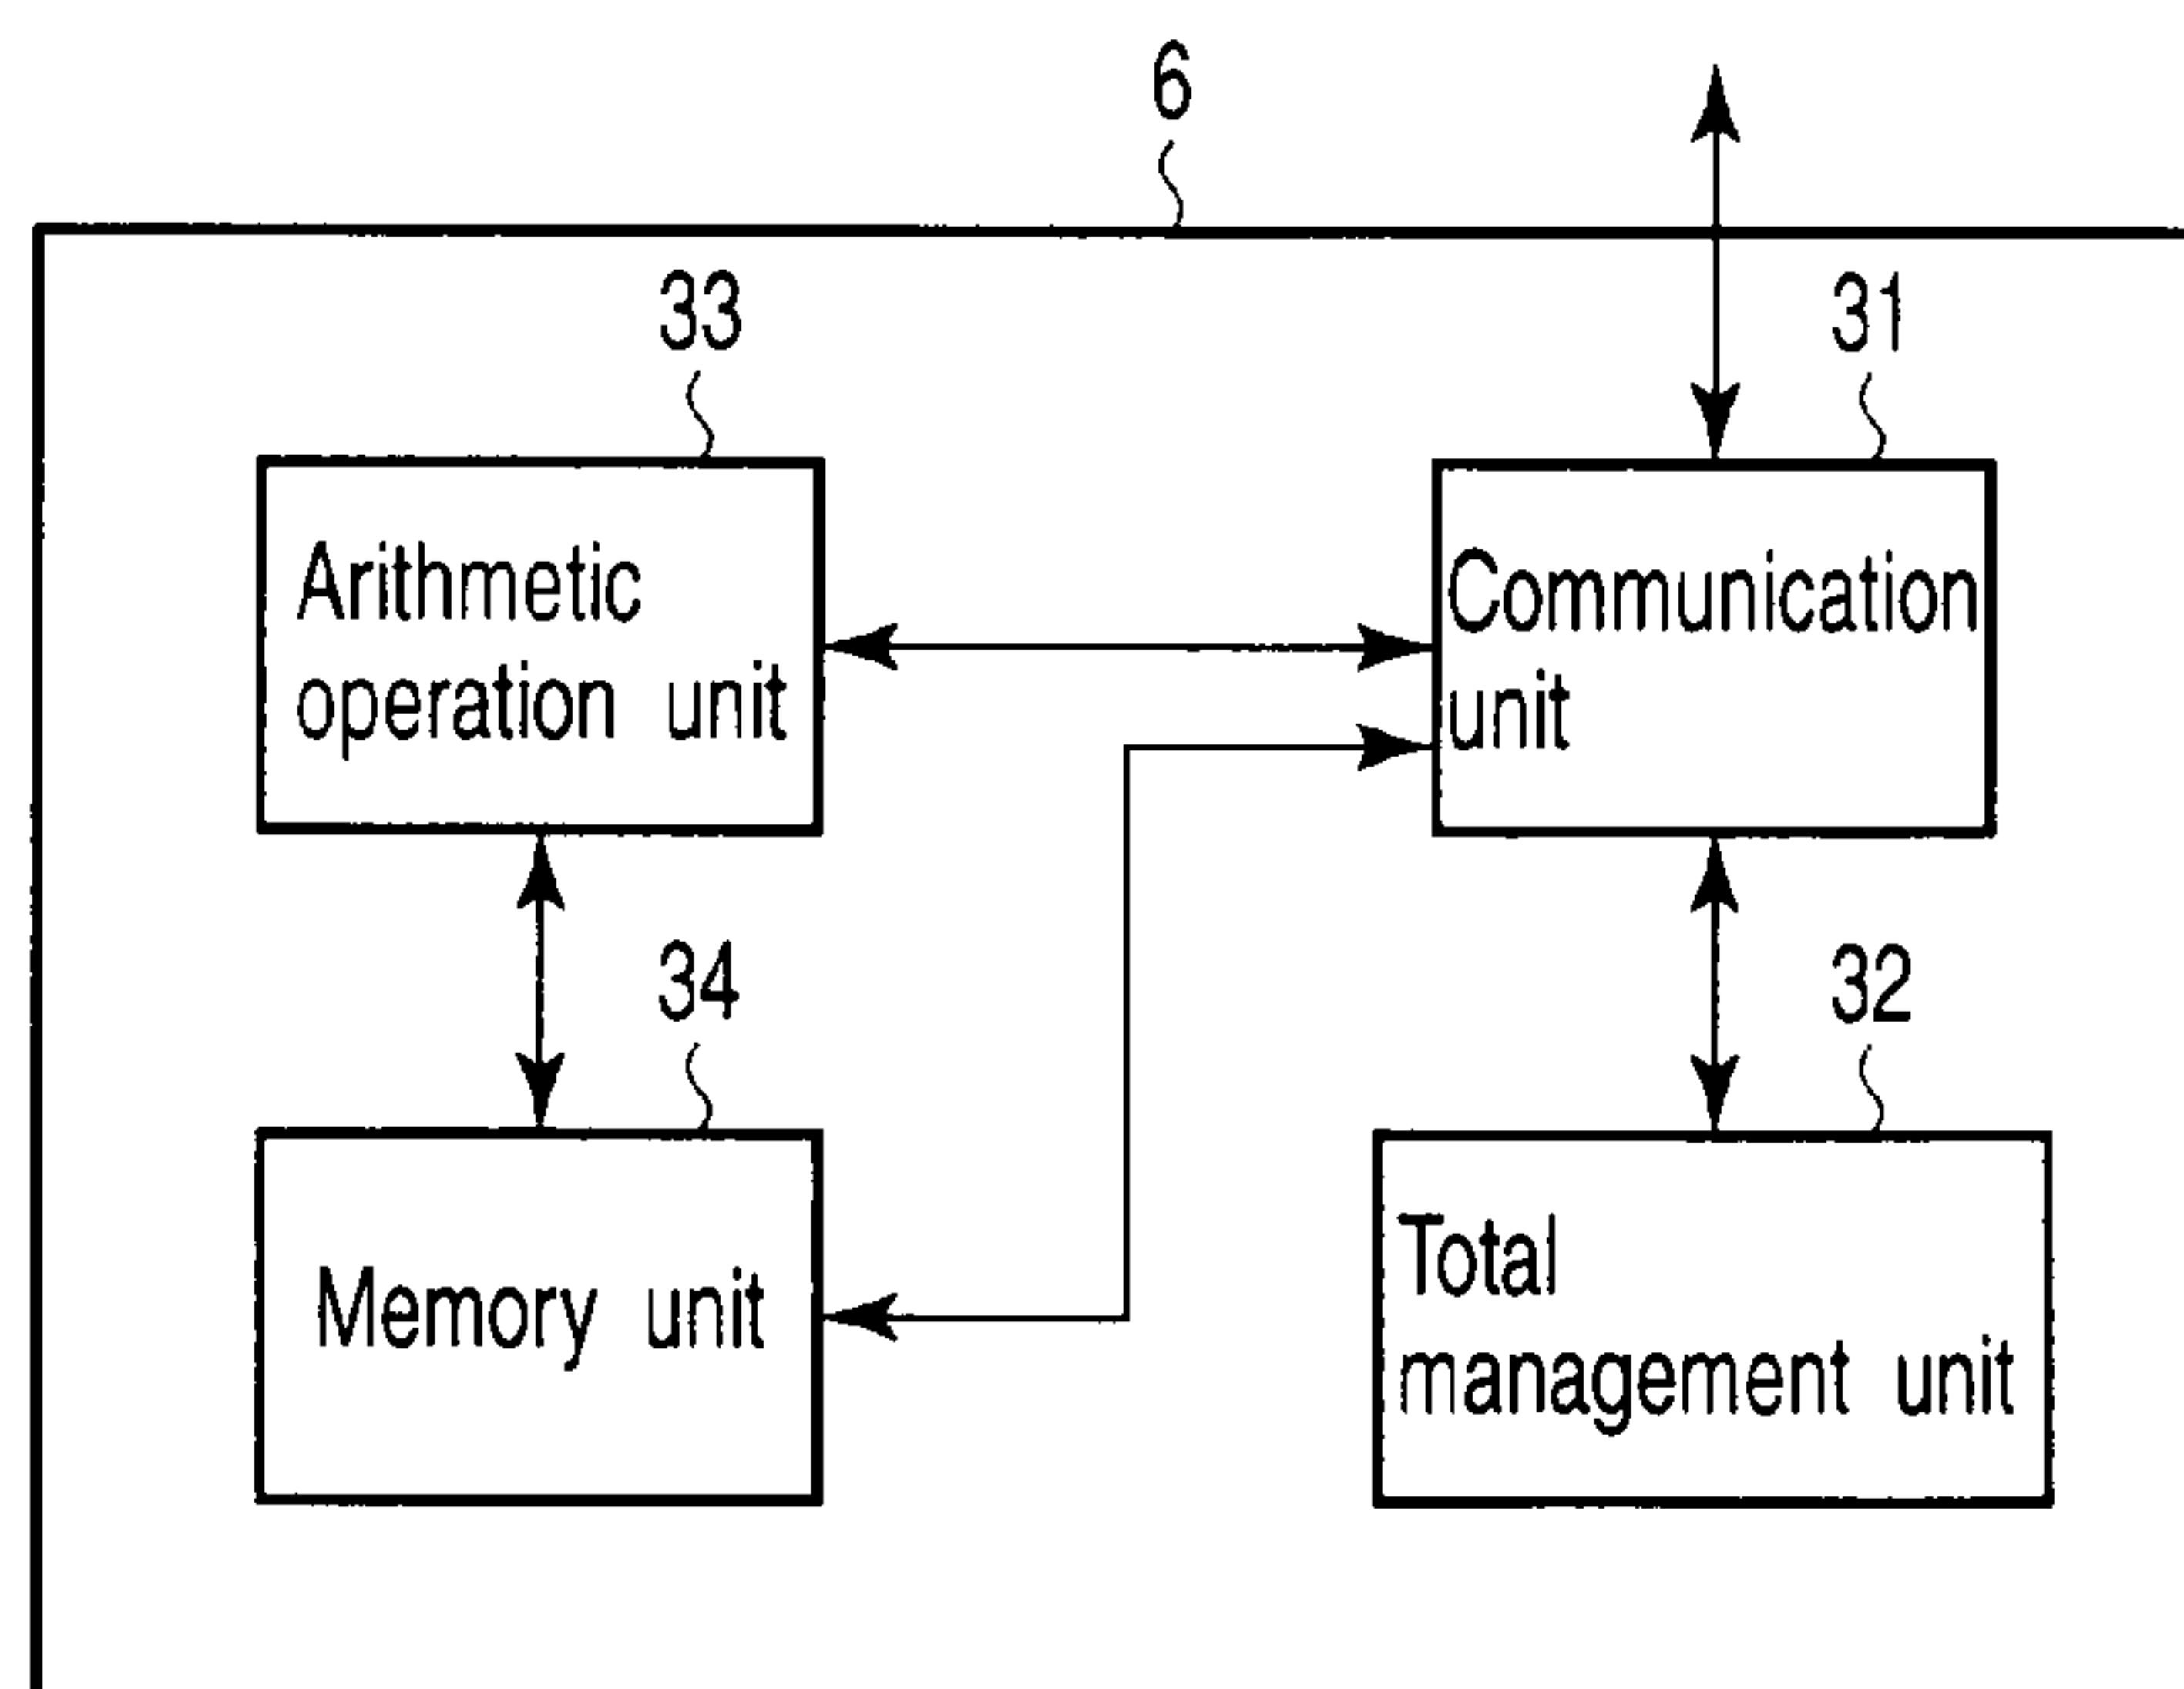 6
33
31
Arithmetic
operation unit
Communication
unit
34
32
Memory unit
Total
management unit